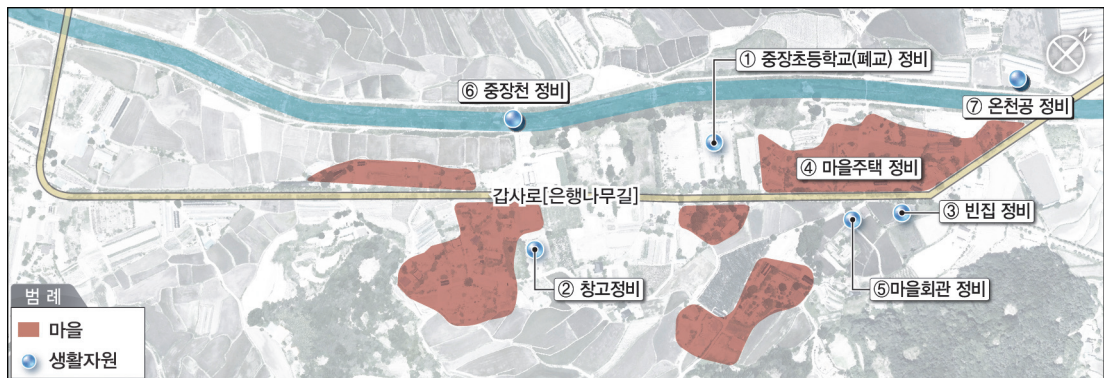 ① 중장초등학교(폐교) 정비
N
⑥ 중장천 정비
⑦ 온천공 정비
④ 마을주택 정비
갑사로[은행나무길]
③ 빈집 정비
② 창고정비
⑤마을회관 정비
범 례
마을
생활자원